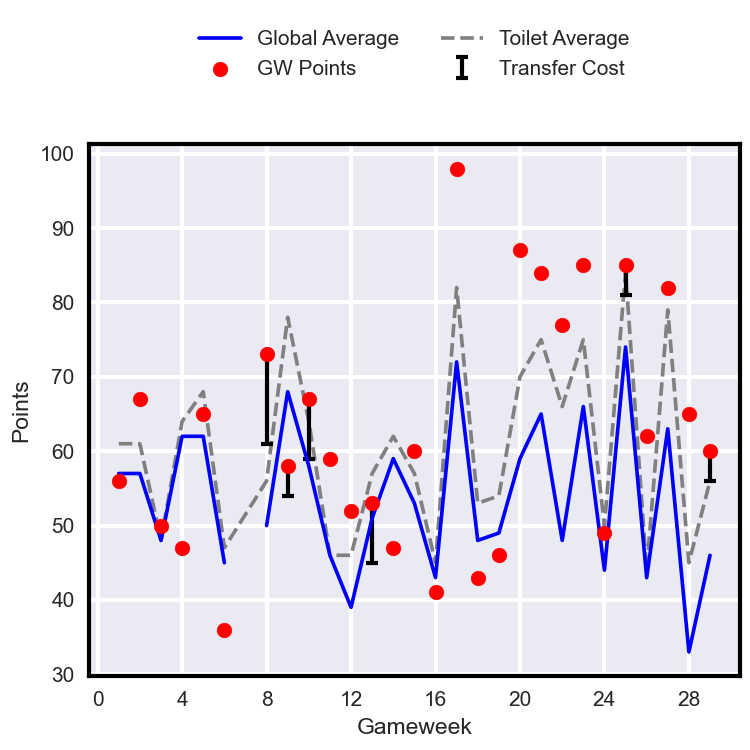 Global Average
Toilet Average
GW Points
Transfer Cost
100
90
80
70
60
50
40
30
Points
0 4 8 12 16 20 24 28
Gameweek